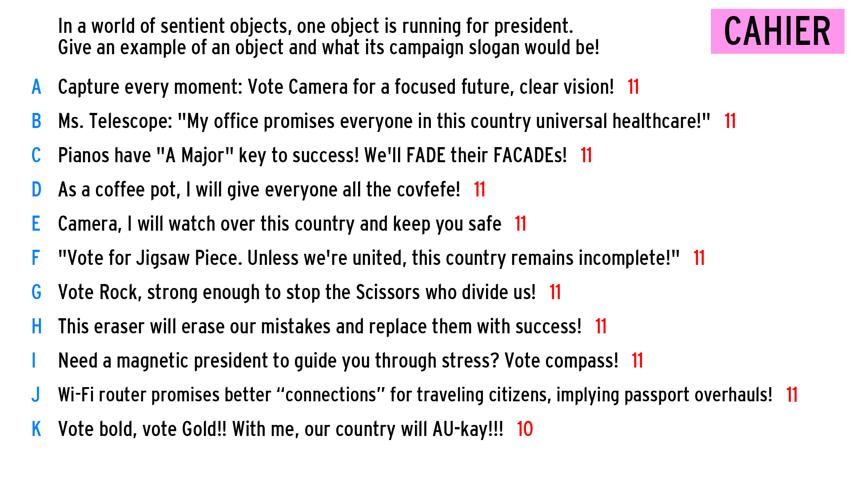 In a world of sentient objects, one object is running for president.
Give an example of an object and what its campaign slogan would be!
CAHIER
A Capture every moment: Vote Camera for a focused future, clear vision! 11
B Ms. Telescope: "My office promises everyone in this country universal healthcare!" 11
C Pianos have "A Major" key to success! We'll FADE their FACADEs! 11
D As a coffee pot, I will give everyone all the covfefe! 11
E Camera, I will watch over this country and keep you safe 11
F "Vote for Jigsaw Piece. Unless we're united, this country remains incomplete!" 11
G Vote Rock, strong enough to stop the Scissors who divide us! 11
H This eraser will erase our mistakes and replace them with success! 11
I Need a magnetic president to guide you through stress? Vote compass! 11
J Wi-Fi router promises better “connections” for traveling citizens, implying passport overhauls! 11
K Vote bold, vote Gold!! With me, our country will AU-kay!!! 10